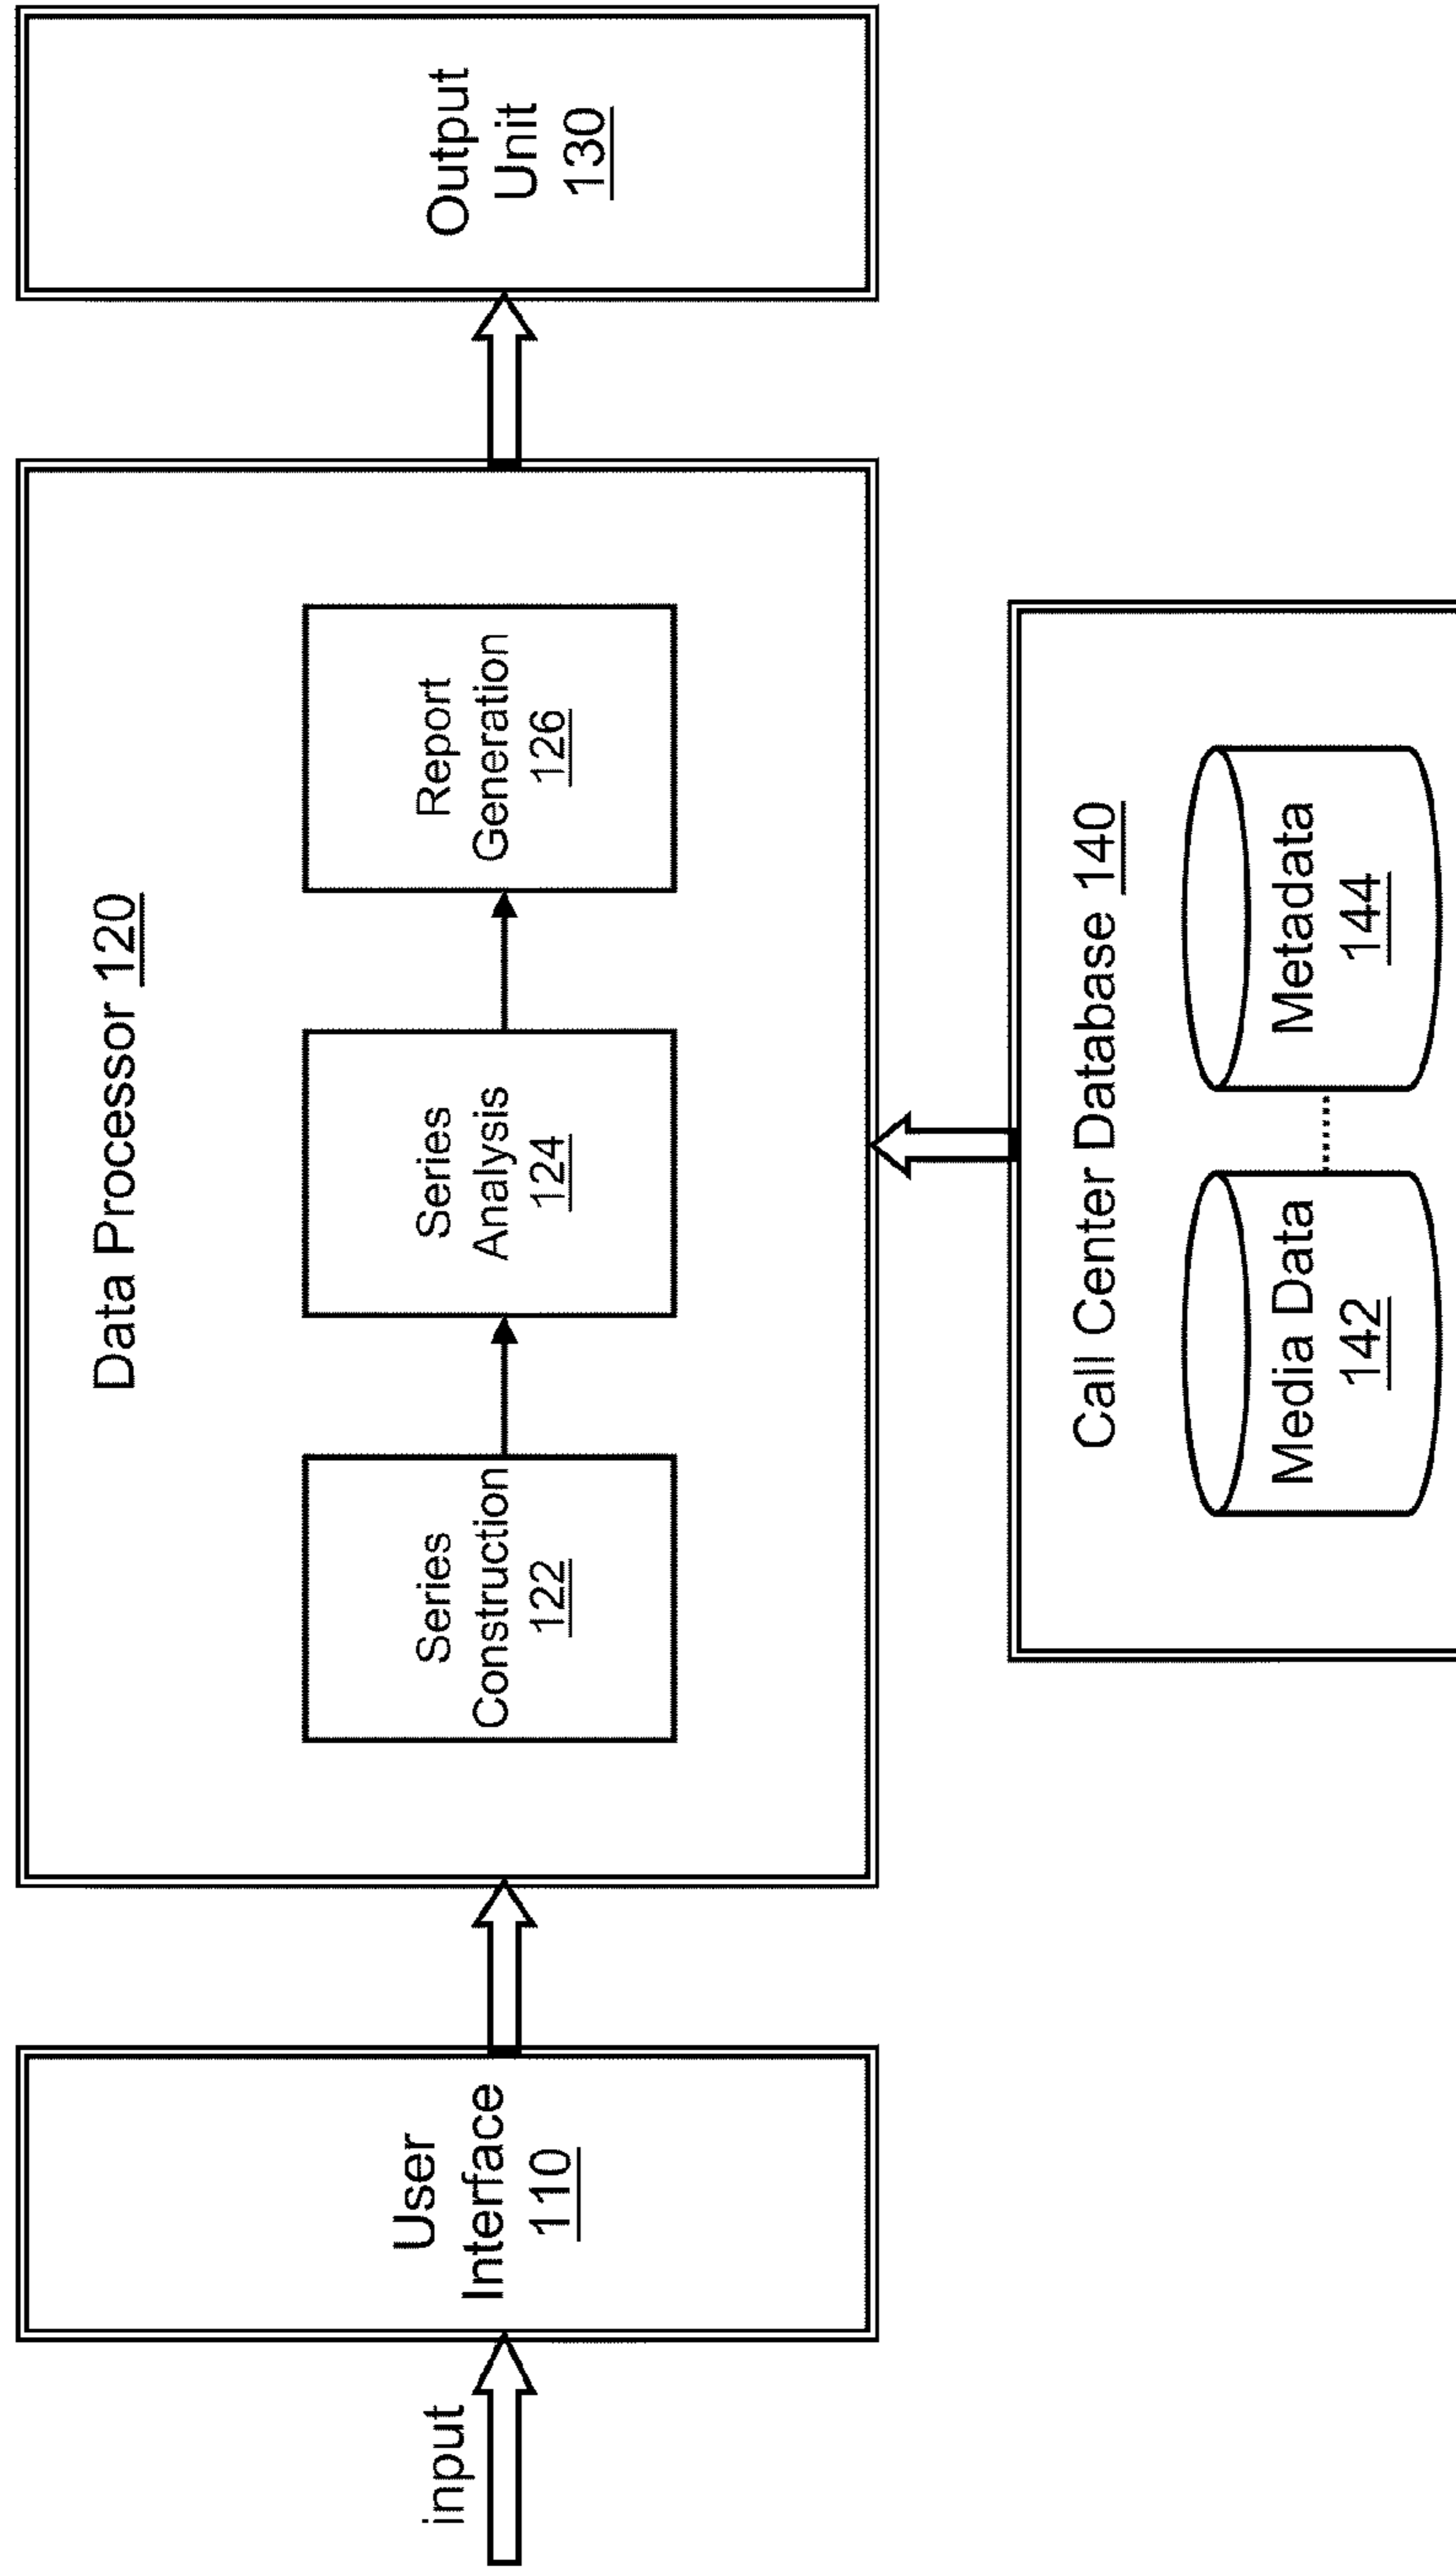 input
User
Interface
110
Data Processor 120
Series
Construction
122
Series
Analysis
124
Report
Generation
126
Output
Unit
130
Call Center Database 140
Media Data
142
Metadata
144